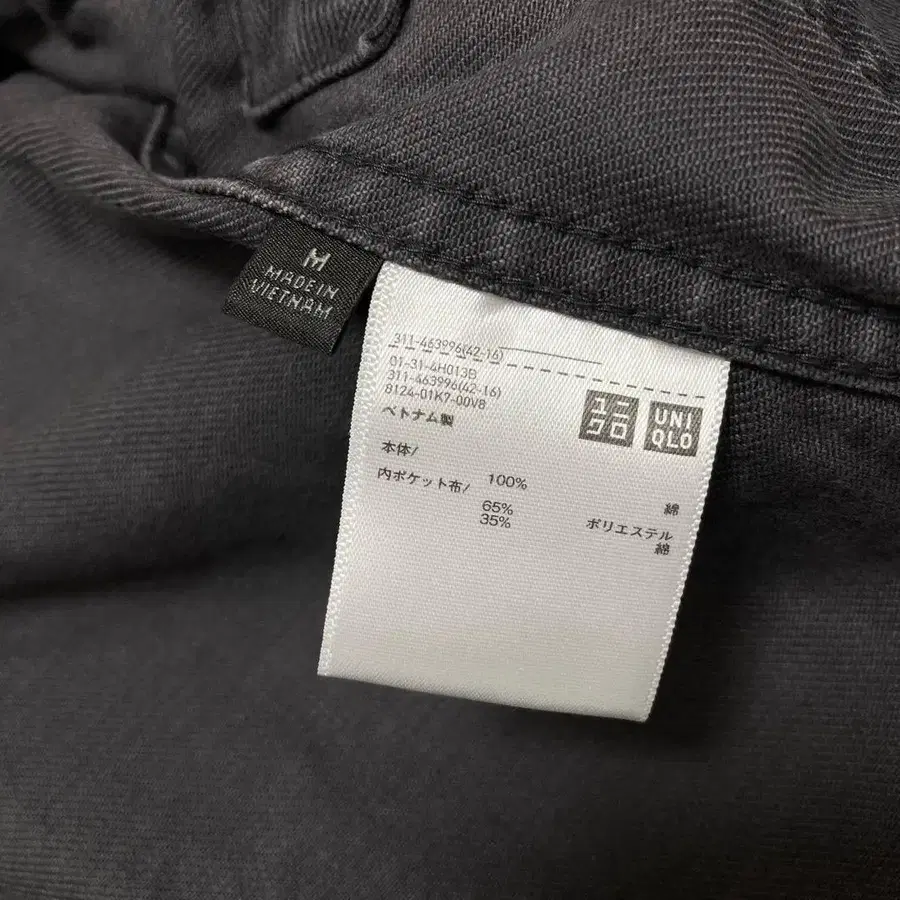 M
MADE IN
VIETNAM
311-463996(42-16)
01-31-4H013B
311-463996(42-16)
8124-01K7-00V8
ベトナム製
ユニ
クロ
UNI
QLO
本体/ 100% 綿
内ポケット布/ 65% ポリエステル
35% 綿